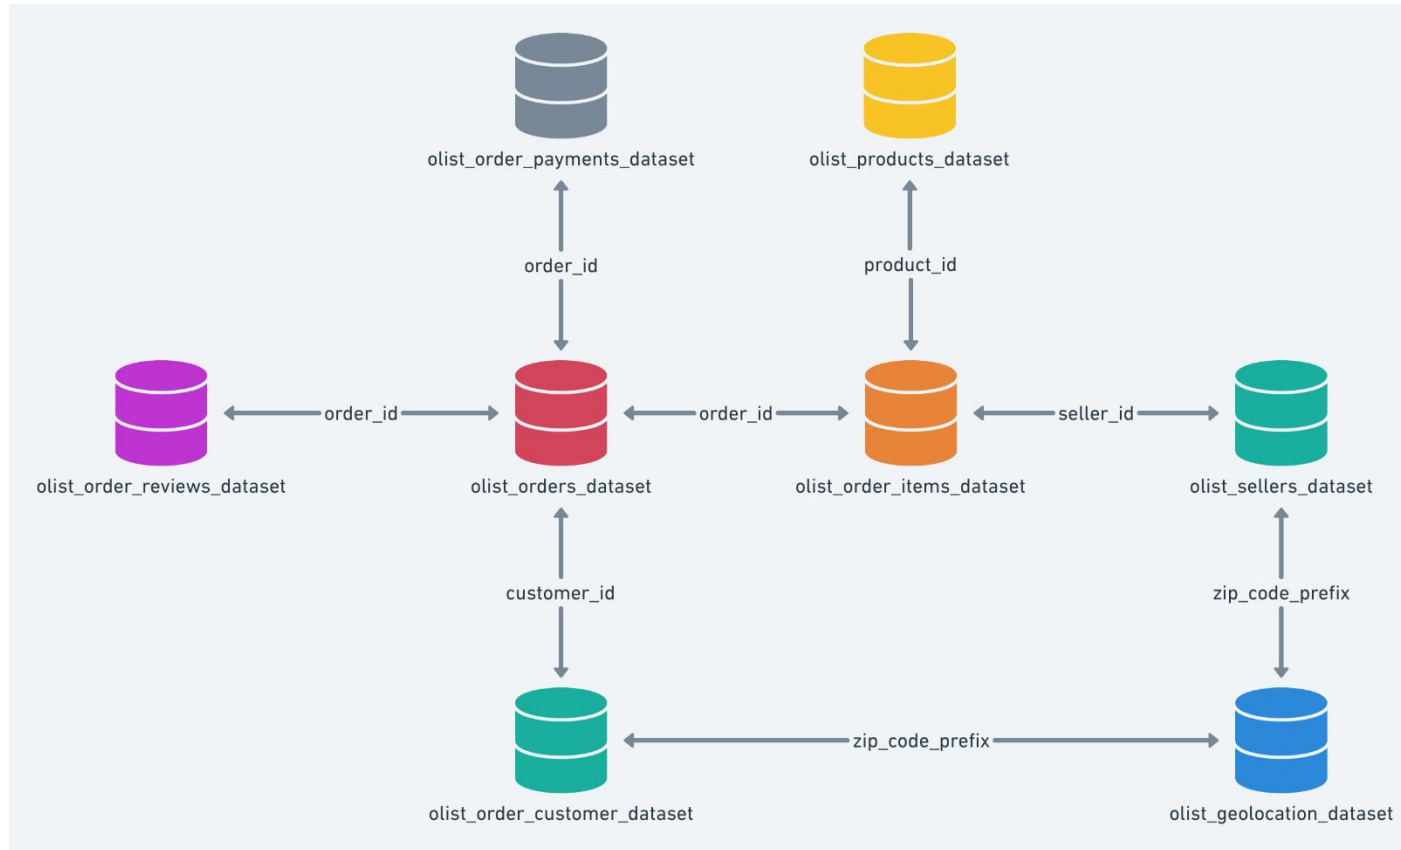 olist_order_payments_dataset
olist_products_dataset
order_id
product_id
order_id
order_id
seller_id
olist_order_reviews_dataset
olist_orders_dataset
olist_order_items_dataset
olist_sellers_dataset
customer_id
zip_code_prefix
zip_code_prefix
olist_order_customer_dataset
olist_geolocation_dataset